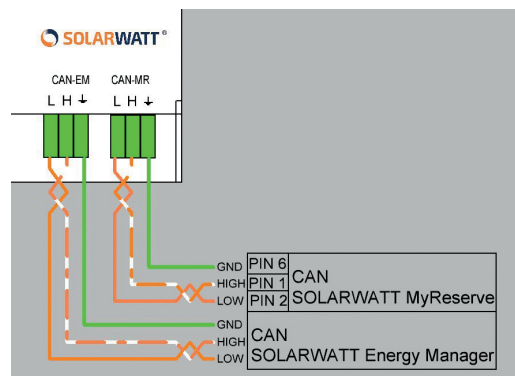 SOLARWATT®
CAN-EM CAN-MR
L H L H
GND PIN 6
HIGH PIN 1 CAN
LOW PIN 2 SOLARWATT MyReserve
GND
HIGH CAN
LOW SOLARWATT Energy Manager